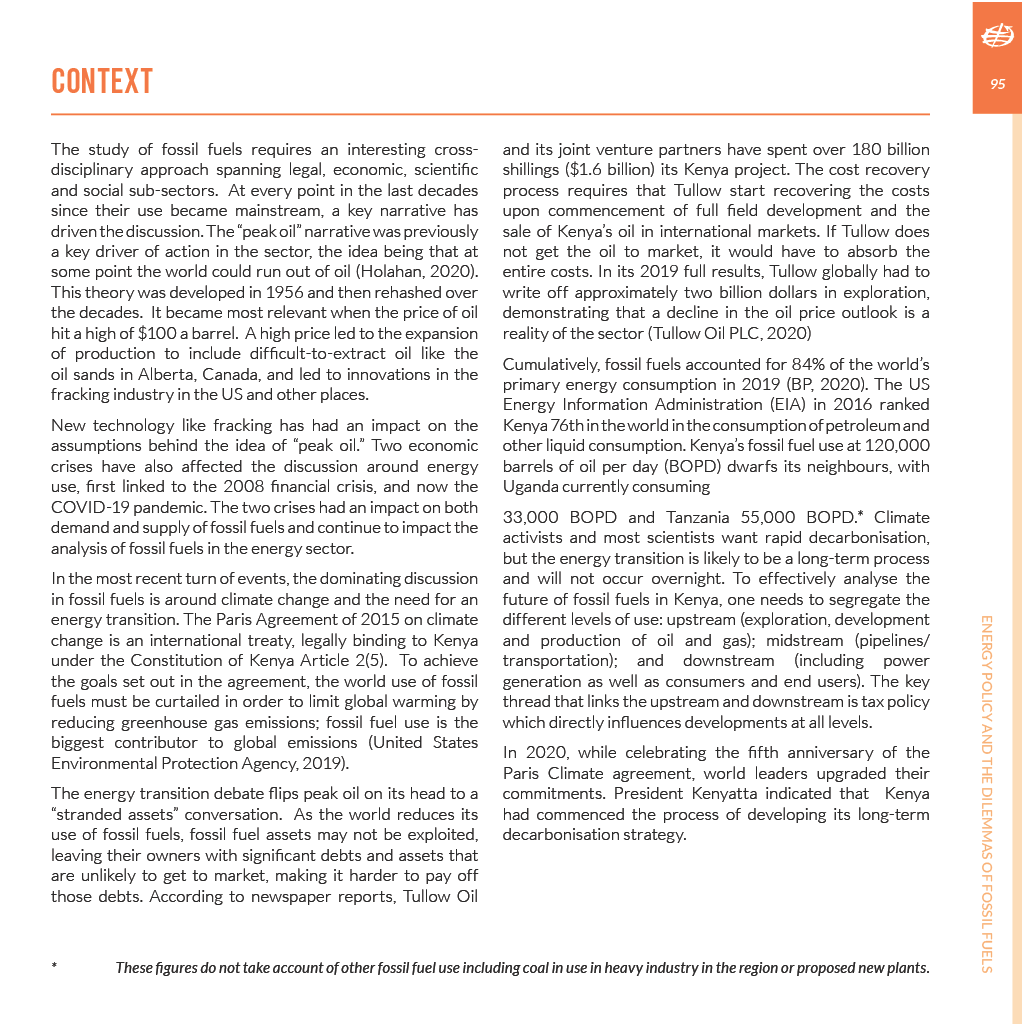 95
CONTEXT
The study of fossil fuels requires an interesting cross-
disciplinary approach spanning legal, economic, scientific
and social sub-sectors. At every point in the last decades
since their use became mainstream, a key narrative has
driven the discussion. The “peak oil” narrative was previously
a key driver of action in the sector, the idea being that at
some point the world could run out of oil (Holahan, 2020).
This theory was developed in 1956 and then rehashed over
the decades. It became most relevant when the price of oil
hit a high of $100 a barrel. A high price led to the expansion
of production to include difficult-to-extract oil like the
oil sands in Alberta, Canada, and led to innovations in the
fracking industry in the US and other places.
New technology like fracking has had an impact on the
assumptions behind the idea of “peak oil.” Two economic
crises have also affected the discussion around energy
use, first linked to the 2008 financial crisis, and now the
COVID-19 pandemic. The two crises had an impact on both
demand and supply of fossil fuels and continue to impact the
analysis of fossil fuels in the energy sector.
In the most recent turn of events, the dominating discussion
in fossil fuels is around climate change and the need for an
energy transition. The Paris Agreement of 2015 on climate
change is an international treaty, legally binding to Kenya
under the Constitution of Kenya Article 2(5). To achieve
the goals set out in the agreement, the world use of fossil
fuels must be curtailed in order to limit global warming by
reducing greenhouse gas emissions; fossil fuel use is the
biggest contributor to global emissions (United States
Environmental Protection Agency, 2019).
The energy transition debate flips peak oil on its head to a
“stranded assets” conversation. As the world reduces its
use of fossil fuels, fossil fuel assets may not be exploited,
leaving their owners with significant debts and assets that
are unlikely to get to market, making it harder to pay off
those debts. According to newspaper reports, Tullow Oil
and its joint venture partners have spent over 180 billion
shillings ($1.6 billion) its Kenya project. The cost recovery
process requires that Tullow start recovering the costs
upon commencement of full field development and the
sale of Kenya’s oil in international markets. If Tullow does
not get the oil to market, it would have to absorb the
entire costs. In its 2019 full results, Tullow globally had to
write off approximately two billion dollars in exploration,
demonstrating that a decline in the oil price outlook is a
reality of the sector (Tullow Oil PLC, 2020)
Cumulatively, fossil fuels accounted for 84% of the world’s
primary energy consumption in 2019 (BP, 2020). The US
Energy Information Administration (EIA) in 2016 ranked
Kenya 76th in the world in the consumption of petroleum and
other liquid consumption. Kenya’s fossil fuel use at 120,000
barrels of oil per day (BOPD) dwarfs its neighbours, with
Uganda currently consuming
33,000 BOPD and Tanzania 55,000 BOPD.* Climate
activists and most scientists want rapid decarbonisation,
but the energy transition is likely to be a long-term process
and will not occur overnight. To effectively analyse the
future of fossil fuels in Kenya, one needs to segregate the
different levels of use: upstream (exploration, development
and production of oil and gas); midstream (pipelines/
transportation); and downstream (including power
generation as well as consumers and end users). The key
thread that links the upstream and downstream is tax policy
which directly influences developments at all levels.
In 2020, while celebrating the fifth anniversary of the
Paris Climate agreement, world leaders upgraded their
commitments. President Kenyatta indicated that Kenya
had commenced the process of developing its long-term
decarbonisation strategy.
* These figures do not take account of other fossil fuel use including coal in use in heavy industry in the region or proposed new plants.
ENERGY POLICY AND THE DILEMMAS OF FOSSIL FUELS